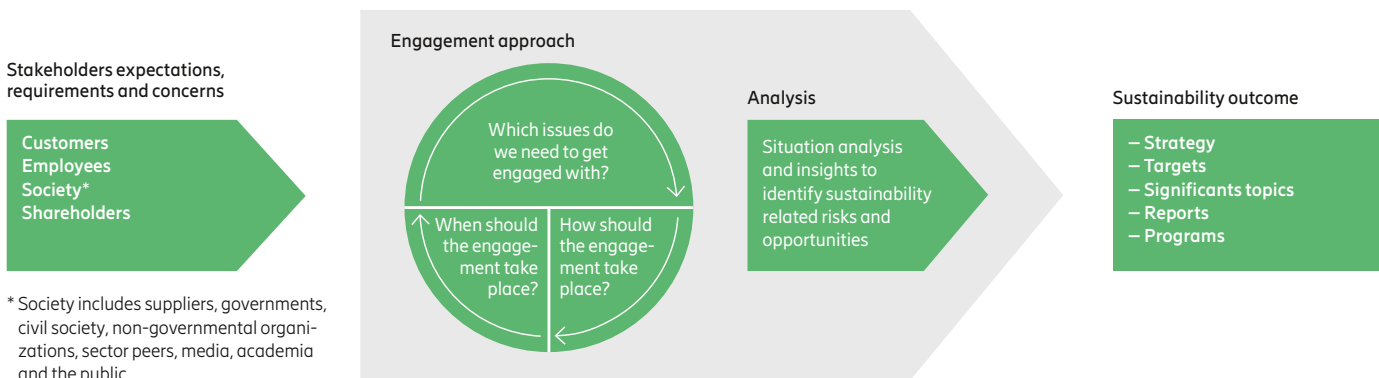 Stakeholders expectations,
requirements and concerns
Customers
Employees
Society*
Shareholders
* Society includes suppliers, governments,
civil society, non-governmental organi-
zations, sector peers, media, academia
and the public
Engagement approach
Which issues do
we need to get
engaged with?
When should
the engage-
ment take
place?
How should
the engage-
ment take
place?
Analysis
Situation analysis
and insights to
identify sustainability
related risks and
opportunities
Sustainability outcome
– Strategy
– Targets
– Significants topics
– Reports
– Programs